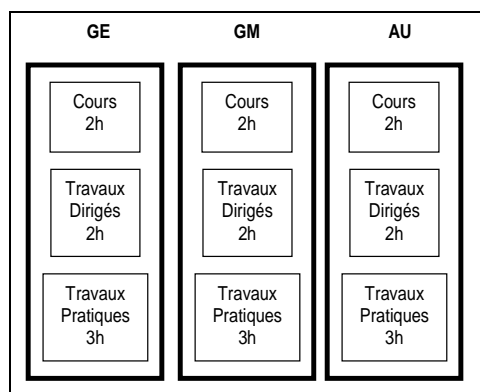 GE GM AU
Cours Cours Cours
2h 2h 2h
Travaux Travaux Travaux
Dirigés Dirigés Dirigés
2h 2h 2h
Travaux Travaux Travaux
Pratiques Pratiques Pratiques
3h 3h 3h